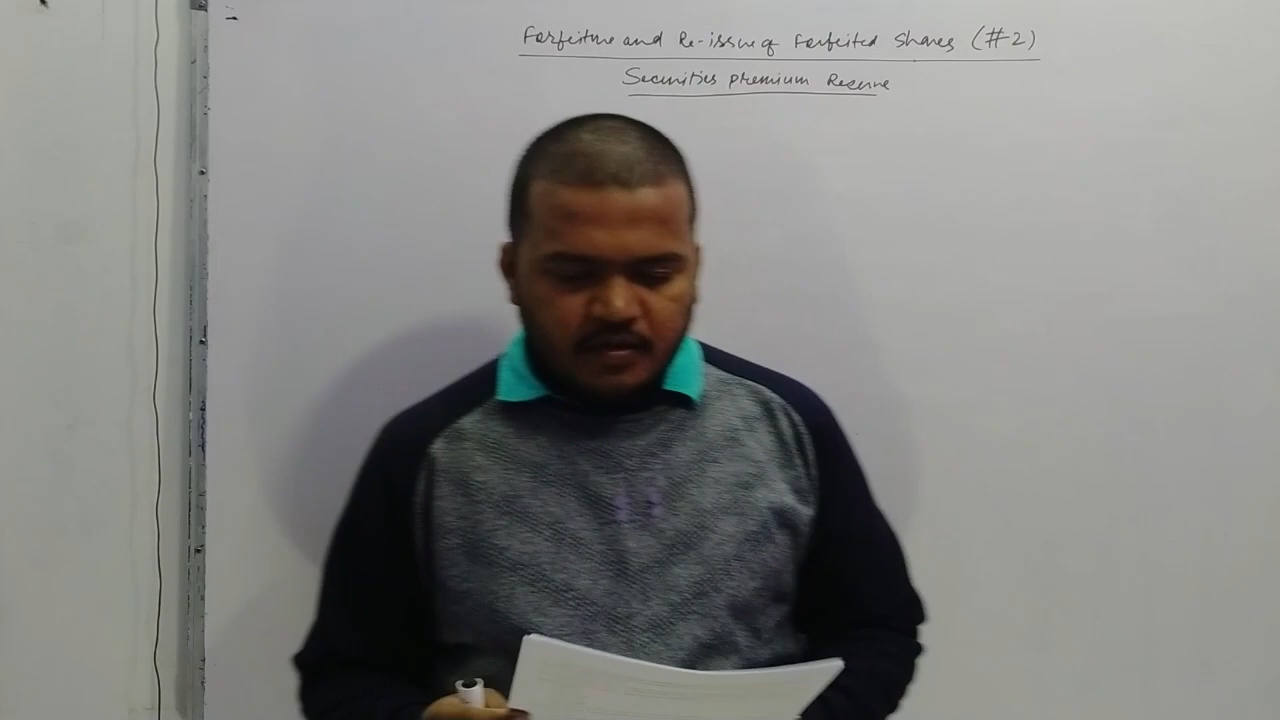 Forfeiture and Re-issue of Forfeited Shares (#2)
Securities premium Reserve